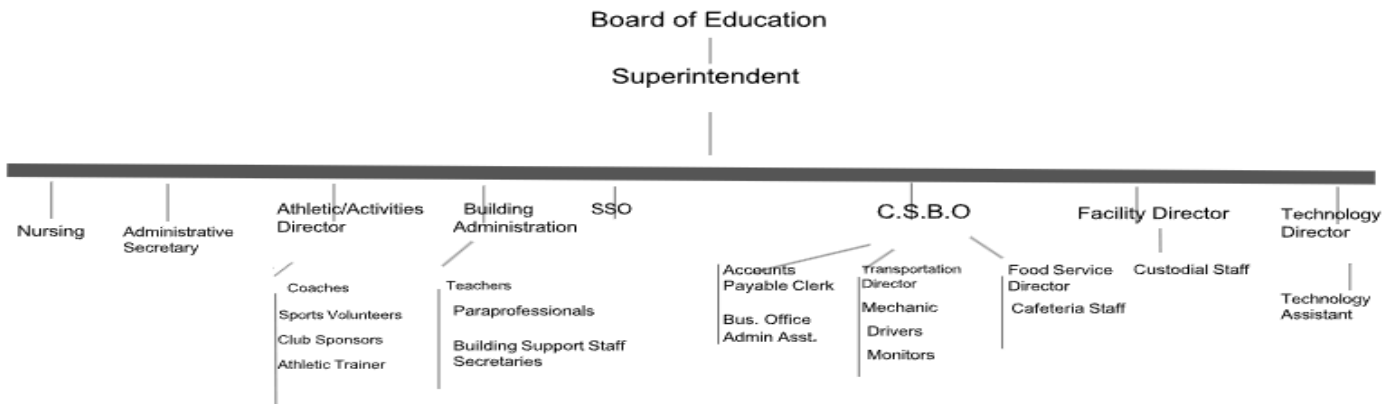 Board of Education
Superintendent
Nursing
Administrative
Secretary
Athletic/Activities
Director
Building
Administration
SSO
C.S.B.O
Facility Director
Technology
Director
Coaches
Sports Volunteers
Club Sponsors
Athletic Trainer
Teachers
Paraprofessionals
Building Support Staff
Secretaries
Accounts
Payable Clerk
Bus. Office
Admin Asst.
Transportation
Director
Mechanic
Drivers
Monitors
Food Service
Director
Cafeteria Staff
Custodial Staff
Technology
Assistant